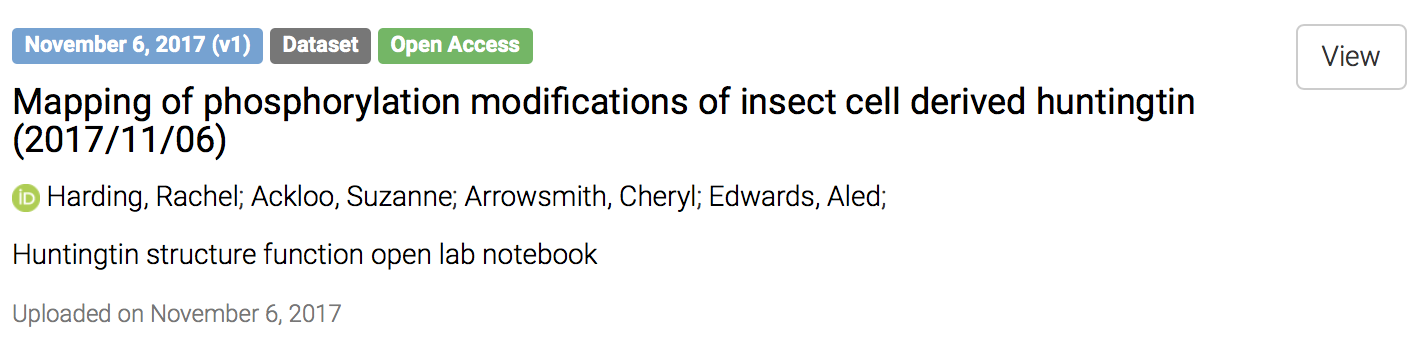 November 6, 2017 (v1) Dataset Open Access View
Mapping of phosphorylation modifications of insect cell derived huntingtin
(2017/11/06)
iD Harding, Rachel; Ackloo, Suzanne; Arrowsmith, Cheryl; Edwards, Aled;
Huntingtin structure function open lab notebook
Uploaded on November 6, 2017